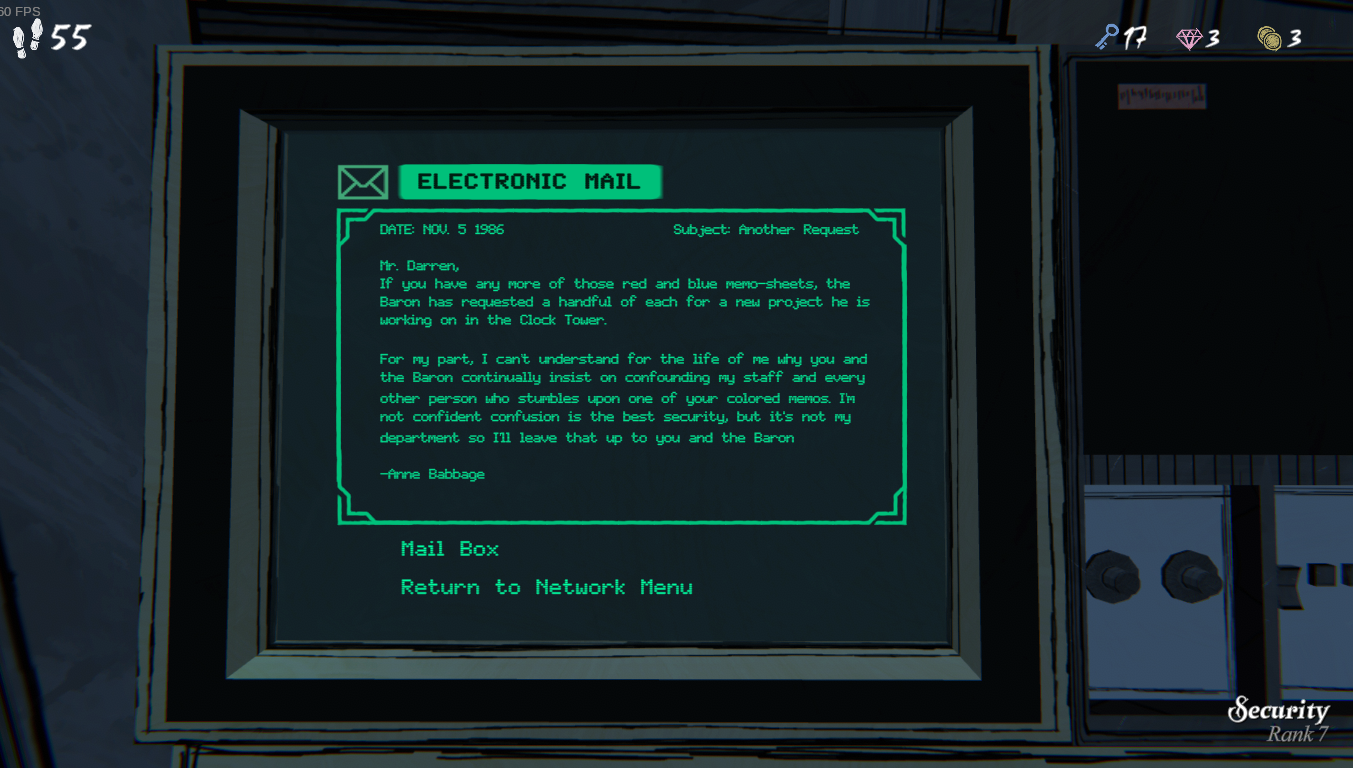 60 FPS
55
17
3
3
ELECTRONIC MAIL
DATE: NOV. 5 1986
Subject: Another Request
Mr. Darren,
If you have any more of those red and blue memo-sheets, the
Baron has requested a handful of each for a new project he is
working on in the Clock Tower.
For my part, I can't understand for the life of me why you and
the Baron continually insist on confounding my staff and every
other person who stumbles upon one of your colored memos. I'm
not confident confusion is the best security, but it's not my
department so I'll leave that up to you and the Baron
-Anne Babbage
Mail Box
Return to Network Menu
Security
Rank 7